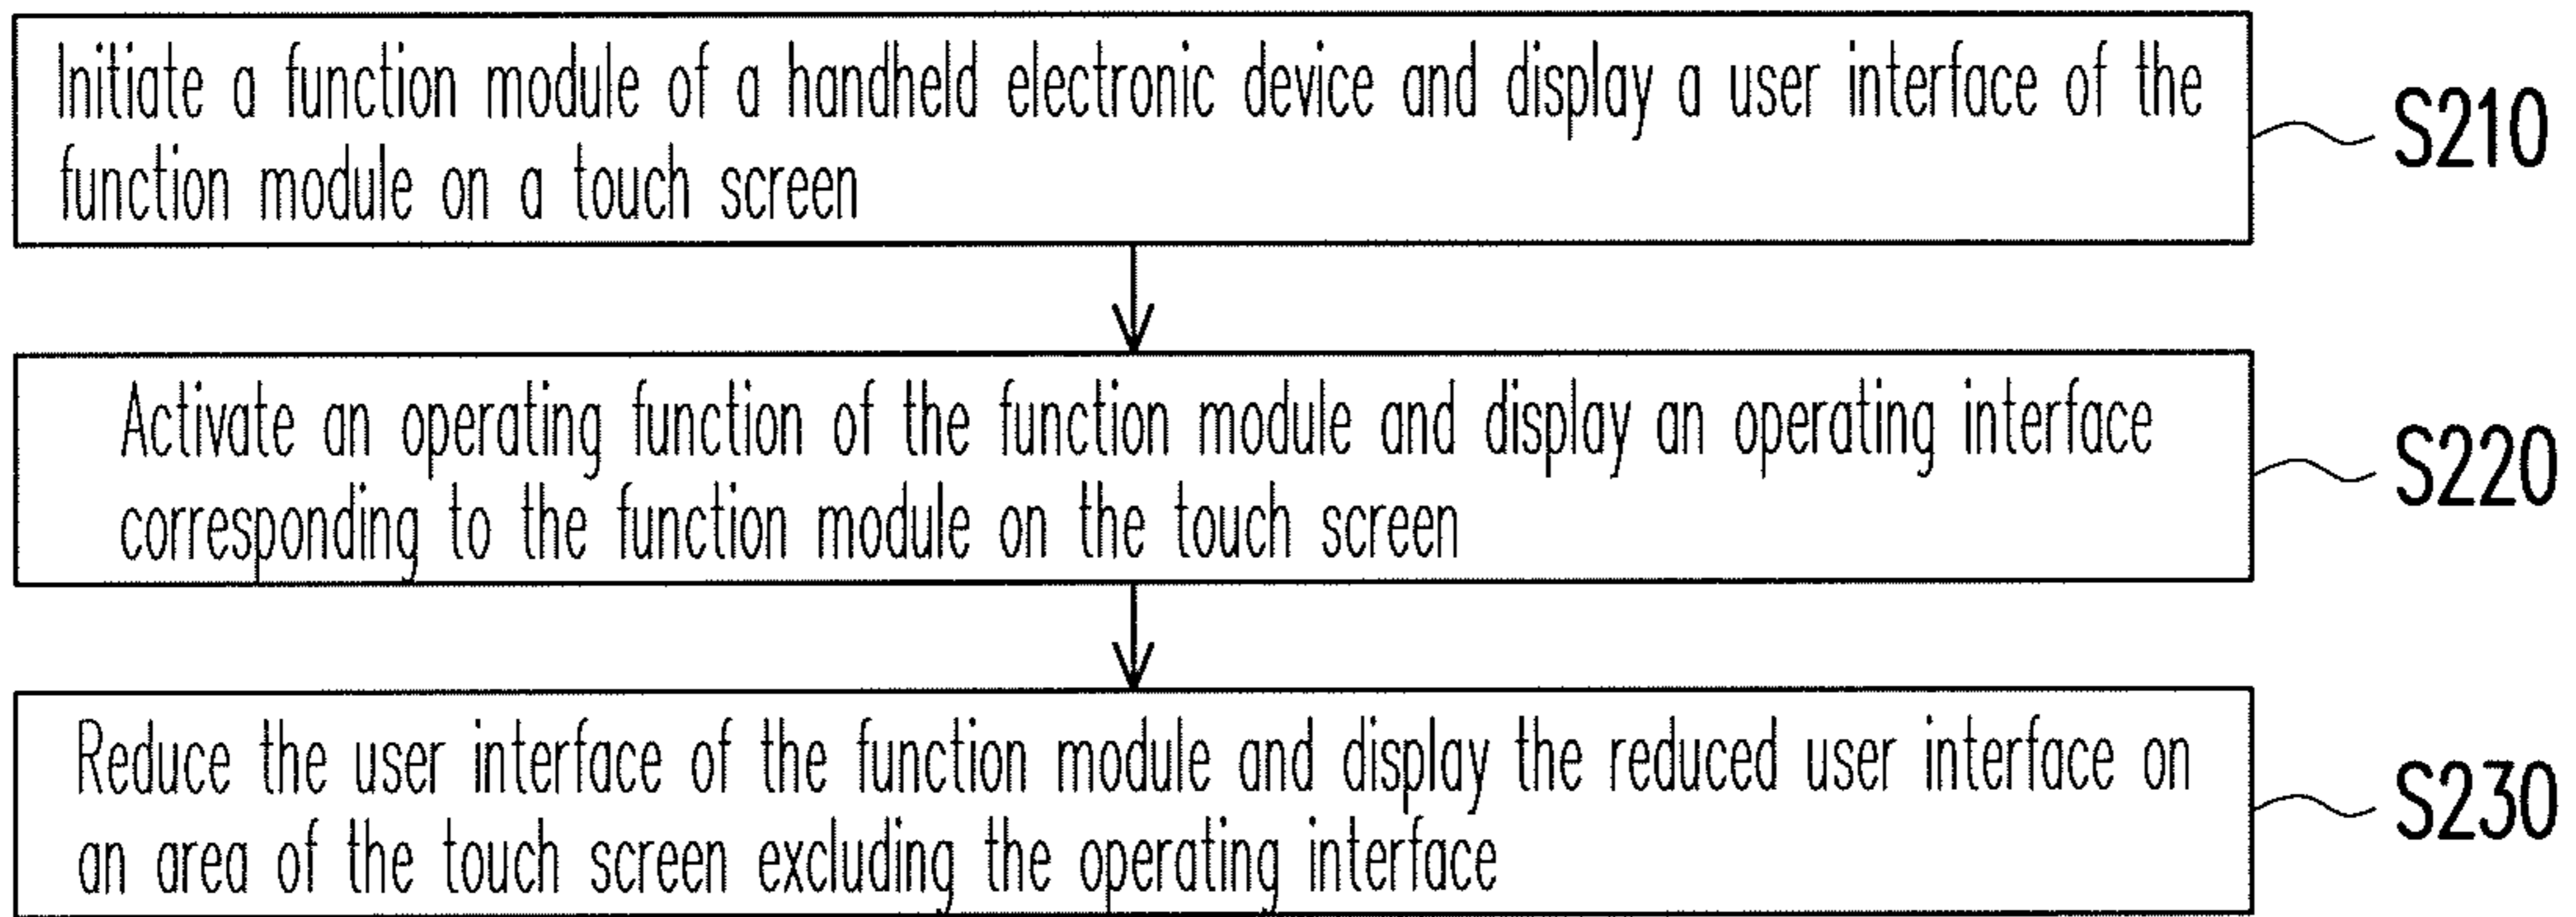 Initiate a function module of a handheld electronic device and display a user interface of the
function module on a touch screen
S210
Activate an operating function of the function module and display an operating interface
corresponding to the function module on the touch screen
S220
Reduce the user interface of the function module and display the reduced user interface on
an area of the touch screen excluding the operating interface
S230